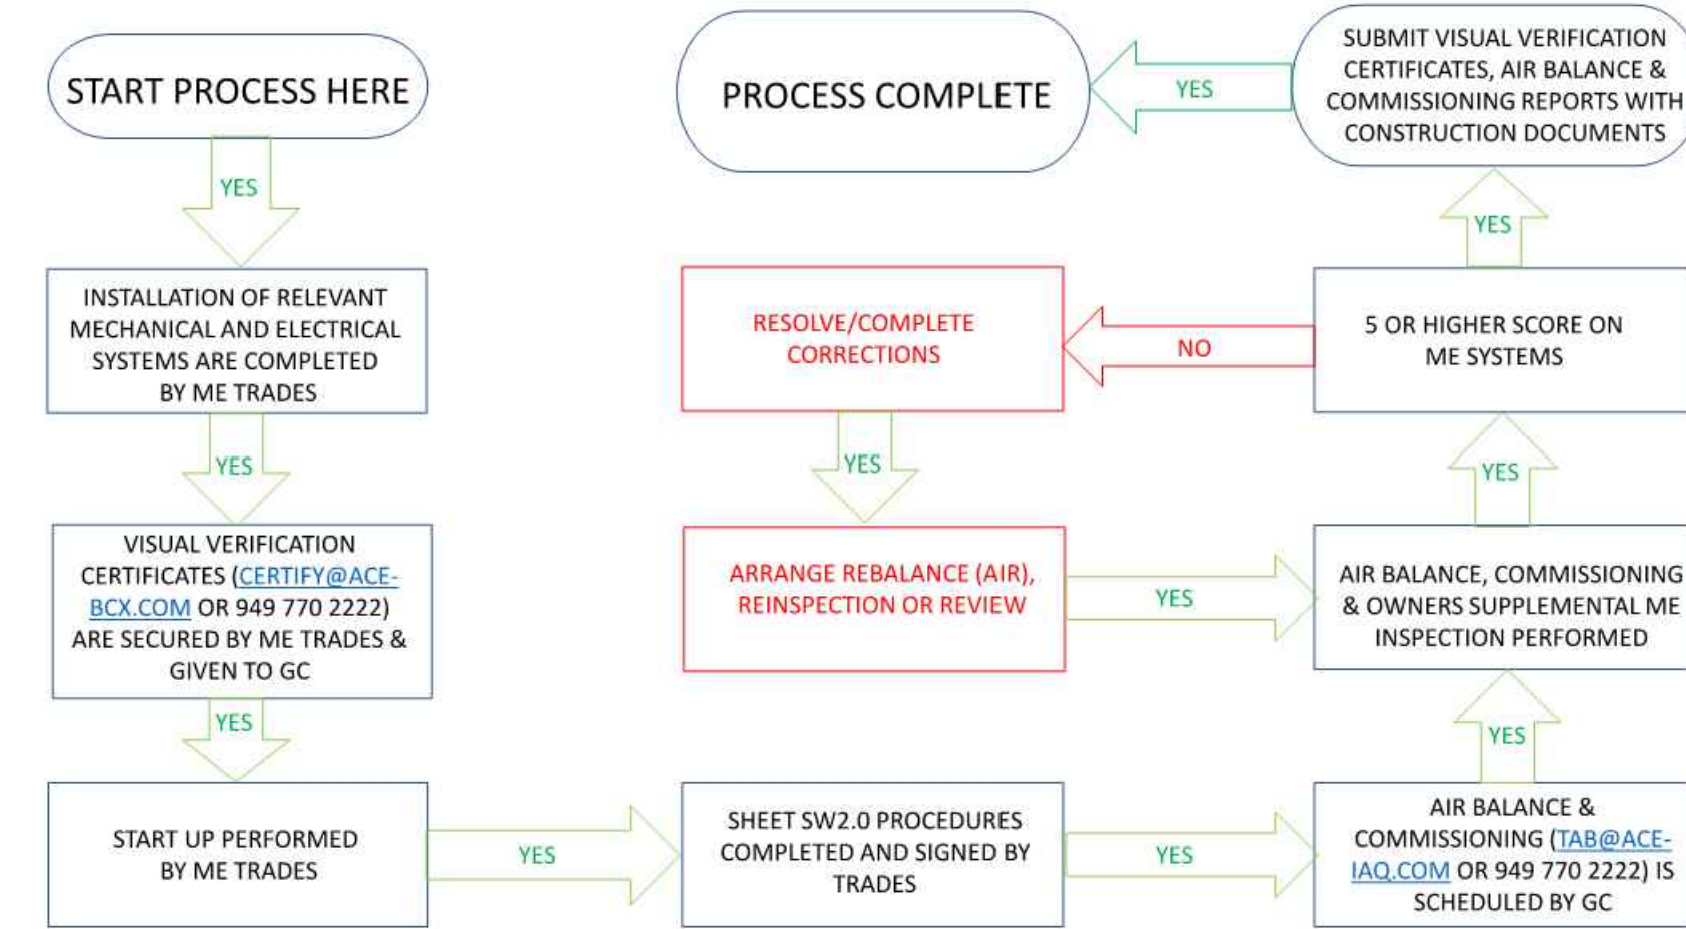 START PROCESS HERE
YES
INSTALLATION OF RELEVANT
MECHANICAL AND ELECTRICAL
SYSTEMS ARE COMPLETED
BY ME TRADES
YES
VISUAL VERIFICATION
CERTIFICATES (CERTIFY@ACE-
BCX.COM OR 949 770 2222)
ARE SECURED BY ME TRADES &
GIVEN TO GC
YES
START UP PERFORMED
BY ME TRADES
YES
SHEET SW2.0 PROCEDURES
COMPLETED AND SIGNED BY
TRADES
YES
AIR BALANCE &
COMMISSIONING (TAB@ACE-
IAQ.COM OR 949 770 2222) IS
SCHEDULED BY GC
YES
AIR BALANCE, COMMISSIONING
& OWNERS SUPPLEMENTAL ME
INSPECTION PERFORMED
YES
5 OR HIGHER SCORE ON
ME SYSTEMS
NO
RESOLVE/COMPLETE
CORRECTIONS
YES
ARRANGE REBALANCE (AIR),
REINSPECTION OR REVIEW
YES
YES
SUBMIT VISUAL VERIFICATION
CERTIFICATES, AIR BALANCE &
COMMISSIONING REPORTS WITH
CONSTRUCTION DOCUMENTS
YES
PROCESS COMPLETE